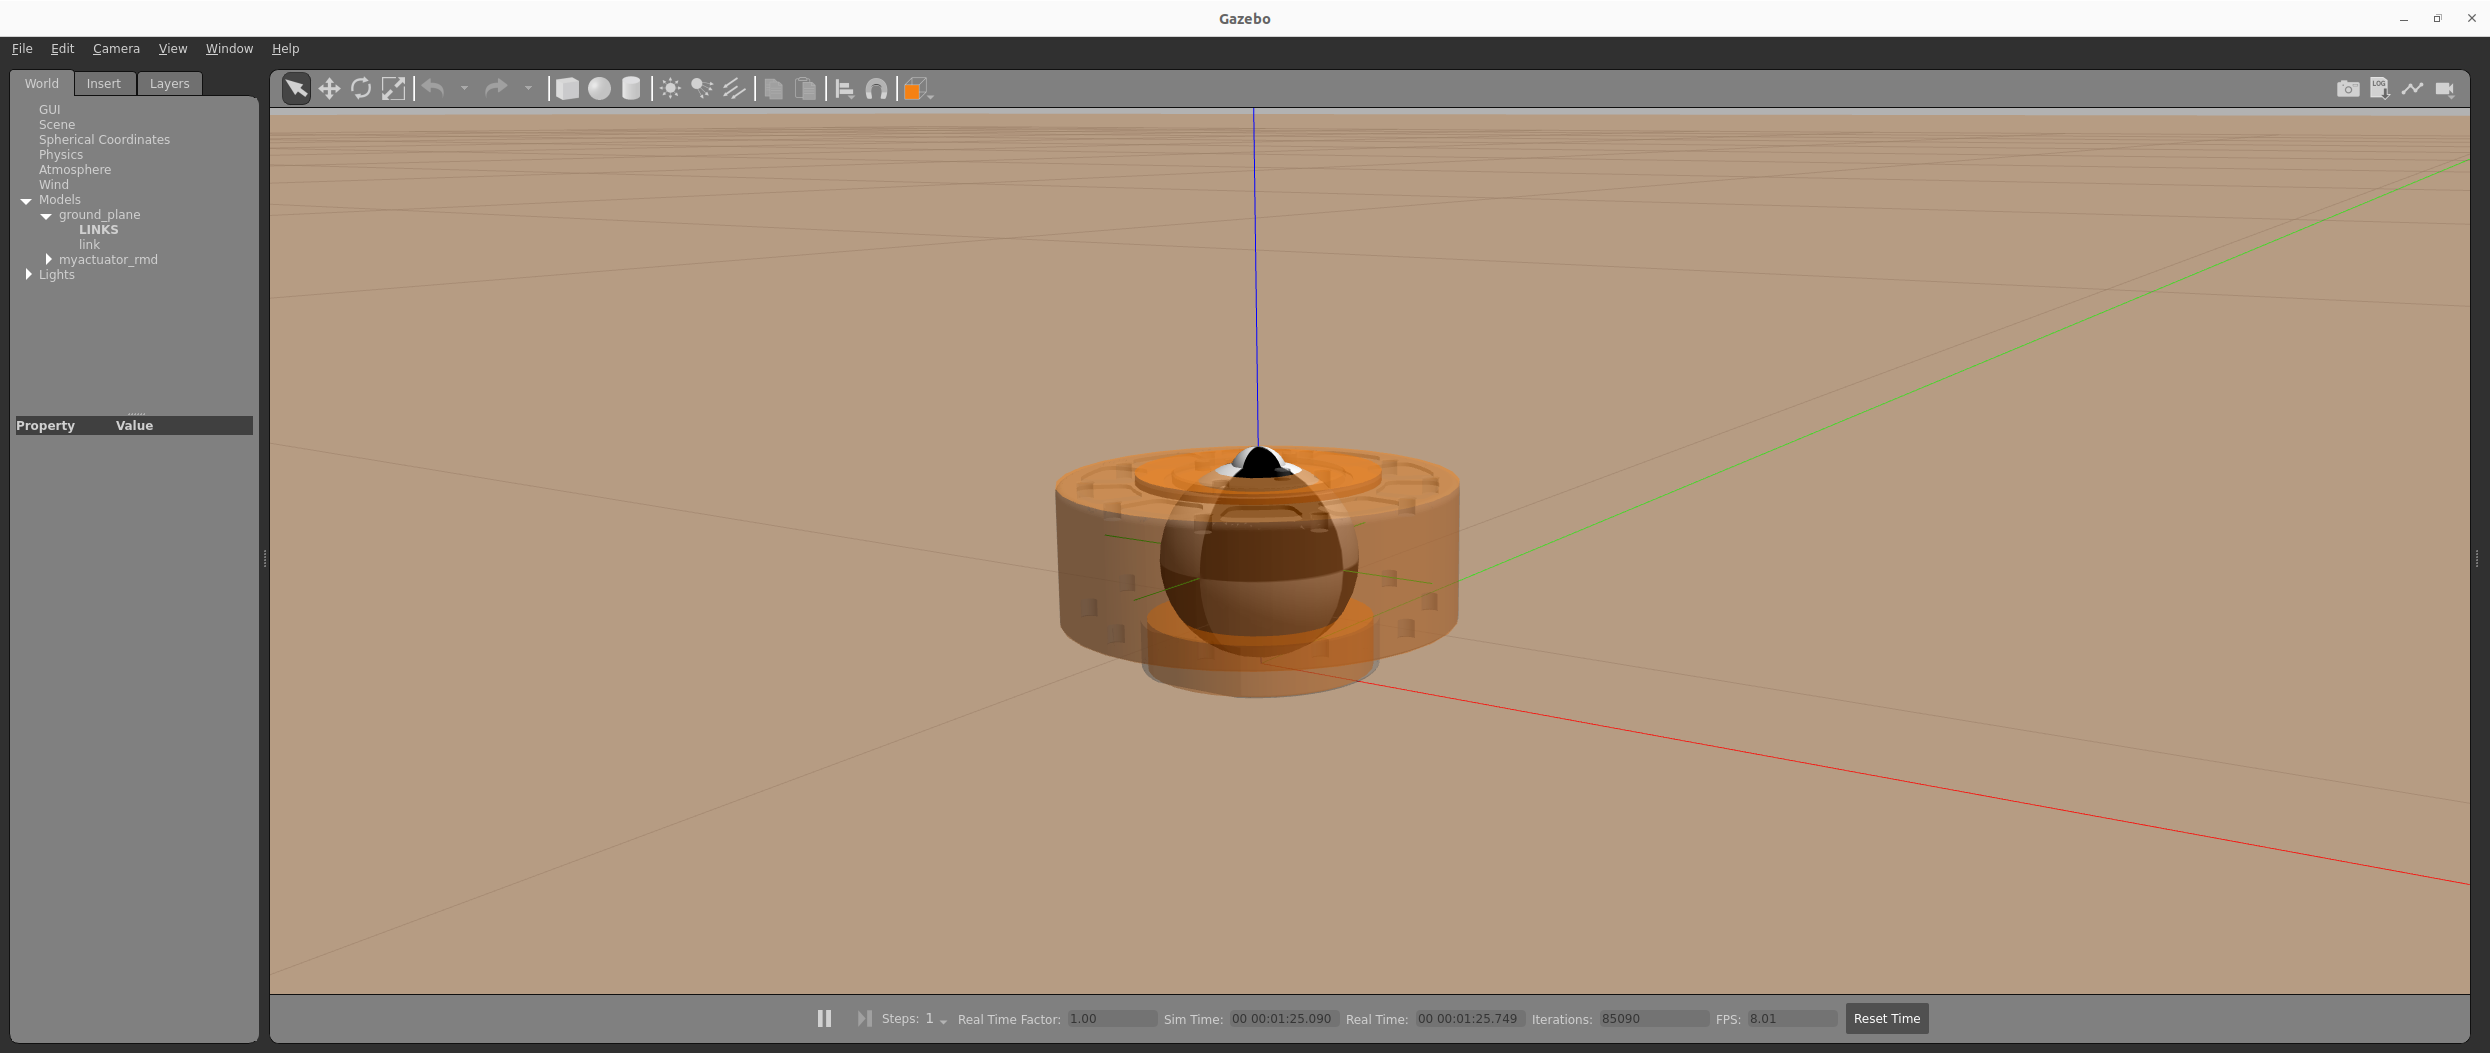 Gazebo
File Edit Camera View Window Help
World Insert Layers
GUI
Scene
Spherical Coordinates
Physics
Atmosphere
Wind
Models
ground_plane
LINKS
link
myactuator_rmd
Lights
Property Value
LOG
Steps: 1 Real Time Factor: 1.00 Sim Time: 00 00:01:25.090 Real Time: 00 00:01:25.749 Iterations: 85090 FPS: 8.01 Reset Time